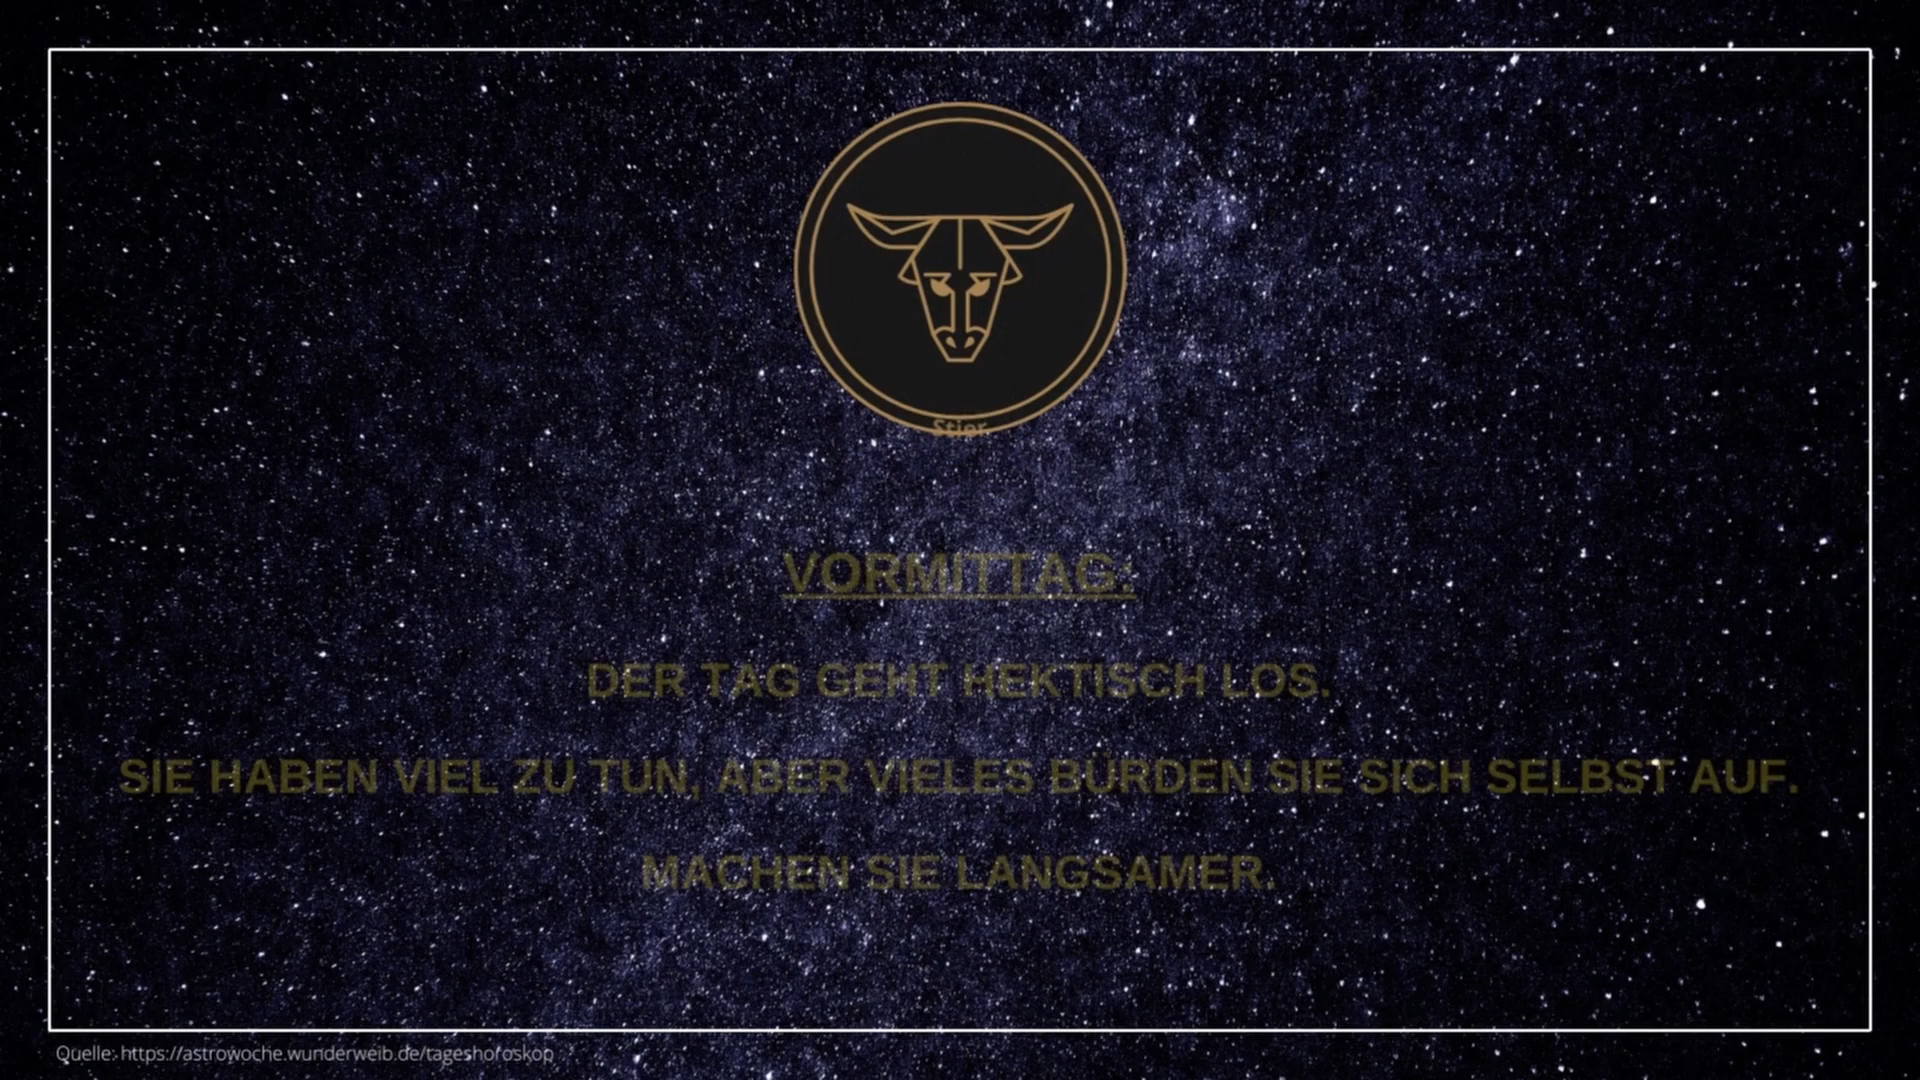 Stier
VORMITTAG:
DER TAG GEHT HEKTISCH LOS.
SIE HABEN VIEL ZU TUN, ABER VIELES BÜRDEN SIE SICH SELBST AUF.
MACHEN SIE LANGSAMER.
Quelle: https://astrowoche.wunderweib.de/tageshoroskop